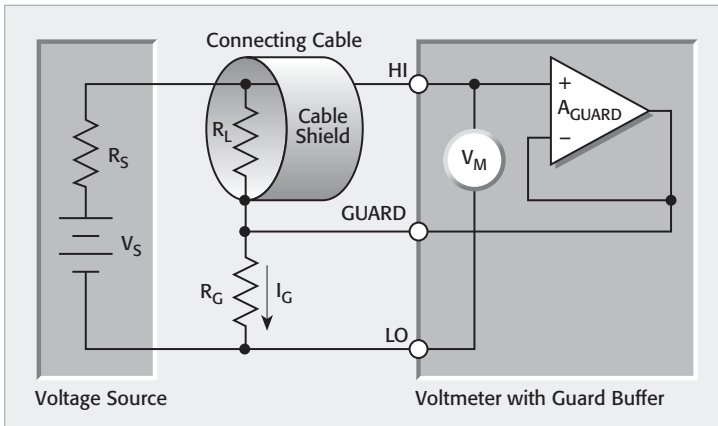 Connecting Cable
HI
Cable
Shield
R_L
A_GUARD
+
−
R_S
V_M
GUARD
V_S
R_G
I_G
LO
Voltage Source
Voltmeter with Guard Buffer